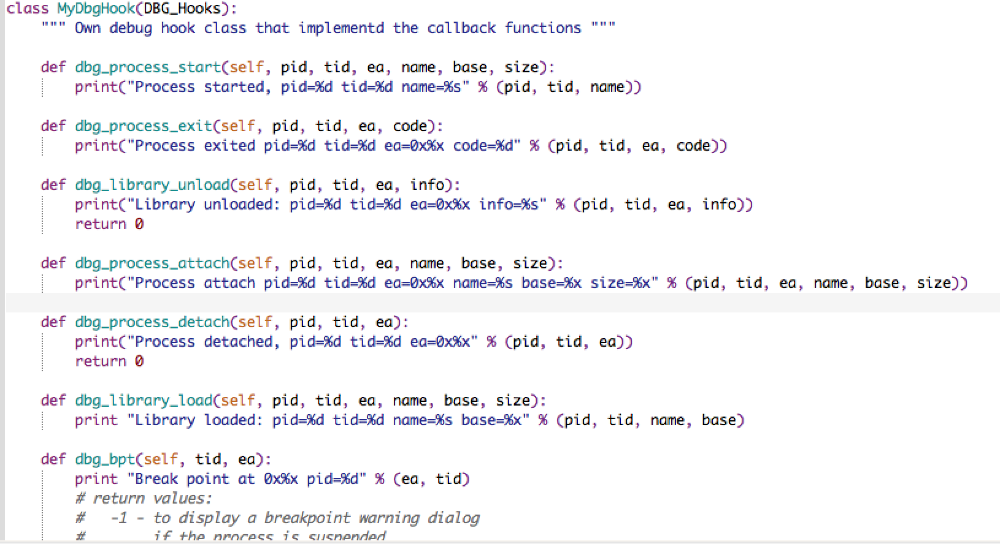 class MyDbgHook(DBG_Hooks):
    """ Own debug hook class that implementd the callback functions """

    def dbg_process_start(self, pid, tid, ea, name, base, size):
        print("Process started, pid=%d tid=%d name=%s" % (pid, tid, name))

    def dbg_process_exit(self, pid, tid, ea, code):
        print("Process exited pid=%d tid=%d ea=0x%x code=%d" % (pid, tid, ea, code))

    def dbg_library_unload(self, pid, tid, ea, info):
        print("Library unloaded: pid=%d tid=%d ea=0x%x info=%s" % (pid, tid, ea, info))
        return 0

    def dbg_process_attach(self, pid, tid, ea, name, base, size):
        print("Process attach pid=%d tid=%d ea=0x%x name=%s base=%x size=%x" % (pid, tid, ea, name, base, size))

    def dbg_process_detach(self, pid, tid, ea):
        print("Process detached, pid=%d tid=%d ea=0x%x" % (pid, tid, ea))
        return 0

    def dbg_library_load(self, pid, tid, ea, name, base, size):
        print "Library loaded: pid=%d tid=%d name=%s base=%x" % (pid, tid, name, base)

    def dbg_bpt(self, tid, ea):
        print "Break point at 0x%x pid=%d" % (ea, tid)
        # return values:
        #   -1 - to display a breakpoint warning dialog
        #        if the process is suspended